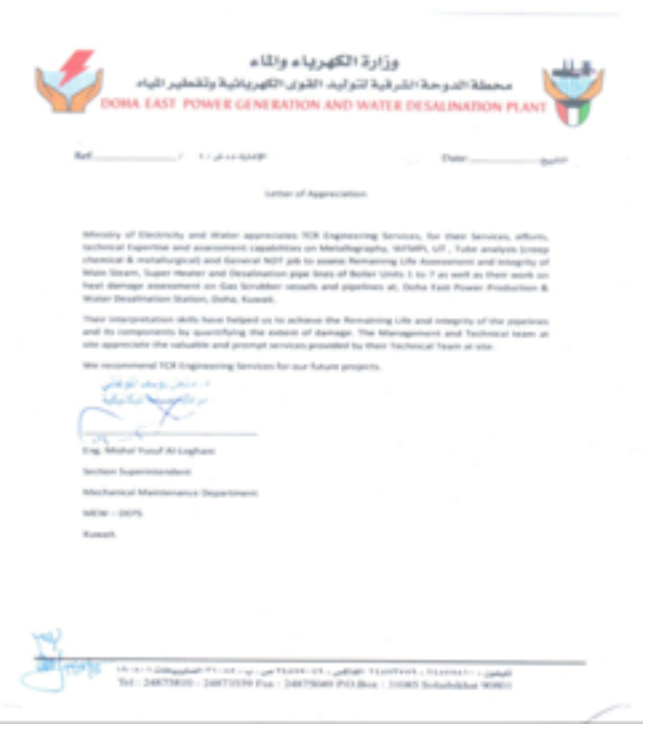 وزارة الكهرباء والماء
محطة الدوحة الشرقية لتوليد القوى الكهربائية وتقطير المياه
DOHA EAST POWER GENERATION AND WATER DESALINATION PLANT
Ref. /
Date: التاريخ
Letter of Appreciation
Ministry of Electricity and Water appreciates TCR Engineering Services, for their Services, efforts,
technical Expertise and assessment capabilities on Metallography, WFMPI, UT , Tube analysis (creep
chemical & metallurgical) and General NDT job to assess Remaining Life Assessment and integrity of
Main Steam, Super Heater and Desalination pipe lines of Boiler Units 1 to 7 as well as their work on
heat damage assessment on Gas Scrubber vessels and pipelines at, Doha East Power Production &
Water Desalination Station, Doha, Kuwait.
Their interpretation skills have helped us to achieve the Remaining Life and integrity of the pipelines
and its components by quantifying the extent of damage. The Management and Technical team at
site appreciate the valuable and prompt services provided by their Technical Team at site.
We recommend TCR Engineering Services for our future projects.
Eng. Mishal Yusuf Al-Loghani
Section Superintendent
Mechanical Maintenance Department
MEW – DEPS
Kuwait.
Tel : 24875810 - Fax : 24875049 P.O.Box :